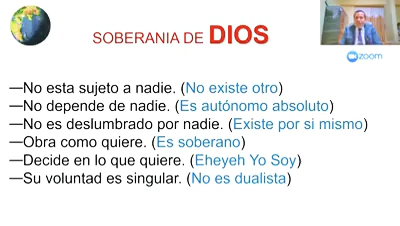 SOBERANIA DE DIOS
zoom
—No esta sujeto a nadie. (No existe otro)
—No depende de nadie. (Es autónomo absoluto)
—No es deslumbrado por nadie. (Existe por si mismo)
—Obra como quiere. (Es soberano)
—Decide en lo que quiere. (Eheyeh Yo Soy)
—Su voluntad es singular. (No es dualista)